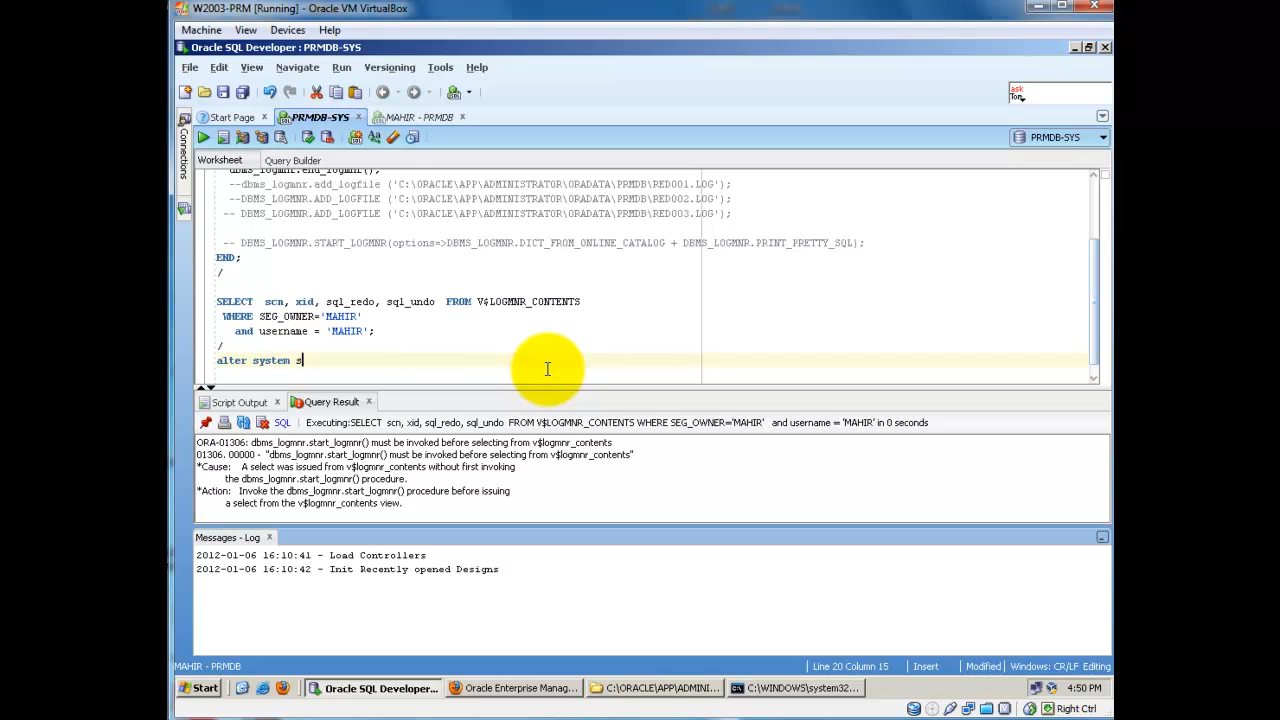 W2003-PRM [Running] - Oracle VM VirtualBox
Machine View Devices Help
Oracle SQL Developer : PRMDB-SYS
File Edit View Navigate Run Versioning Tools Help
ask
Tom
Start Page PRMDB-SYS MAHIR - PRMDB
PRMDB-SYS
Worksheet Query Builder
Connections
dbms_logmnr.end_logmnr();
--dbms_logmnr.add_logfile ('C:\ORACLE\APP\ADMINISTRATOR\ORADATA\PRMDB\REDO01.LOG');
--DBMS_LOGMNR.ADD_LOGFILE ('C:\ORACLE\APP\ADMINISTRATOR\ORADATA\PRMDB\REDO02.LOG');
-- DBMS_LOGMNR.ADD_LOGFILE ('C:\ORACLE\APP\ADMINISTRATOR\ORADATA\PRMDB\REDO03.LOG');
-- DBMS_LOGMNR.START_LOGMNR(options=>DBMS_LOGMNR.DICT_FROM_ONLINE_CATALOG + DBMS_LOGMNR.PRINT_PRETTY_SQL);
END;
/
SELECT scn, xid, sql_redo, sql_undo FROM V$LOGMNR_CONTENTS
WHERE SEG_OWNER='MAHIR'
and username = 'MAHIR';
/
alter system s
Script Output Query Result
SQL Executing:SELECT scn, xid, sql_redo, sql_undo FROM V$LOGMNR_CONTENTS WHERE SEG_OWNER='MAHIR' and username = 'MAHIR' in 0 seconds
ORA-01306: dbms_logmnr.start_logmnr() must be invoked before selecting from v$logmnr_contents
01306. 00000 - "dbms_logmnr.start_logmnr() must be invoked before selecting from v$logmnr_contents"
*Cause: A select was issued from v$logmnr_contents without first invoking
the dbms_logmnr.start_logmnr() procedure.
*Action: Invoke the dbms_logmnr.start_logmnr() procedure before issuing
a select from the v$logmnr_contents view.
Messages - Log
2012-01-06 16:10:41 - Load Controllers
2012-01-06 16:10:42 - Init Recently opened Designs
MAHIR - PRMDB Line 20 Column 15 Insert Modified Windows: CR/LF Editing
Start Oracle SQL Developer... Oracle Enterprise Manag... C:\ORACLE\APP\ADMINI... C:\WINDOWS\system32... 4:50 PM
Right Ctrl